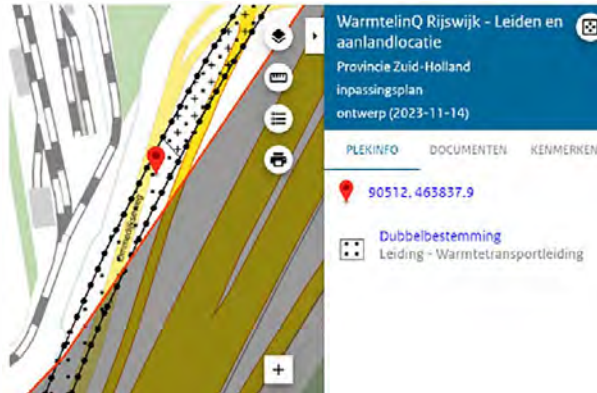 WarmtelinQ Rijswijk - Leiden en
aanlandlocatie
Provincie Zuid-Holland
inpassingsplan
ontwerp (2023-11-14)
PLEKINFO DOCUMENTEN KENMERKEN
90512, 463837.9
Dubbelbestemming
Leiding - Warmtetransportleiding